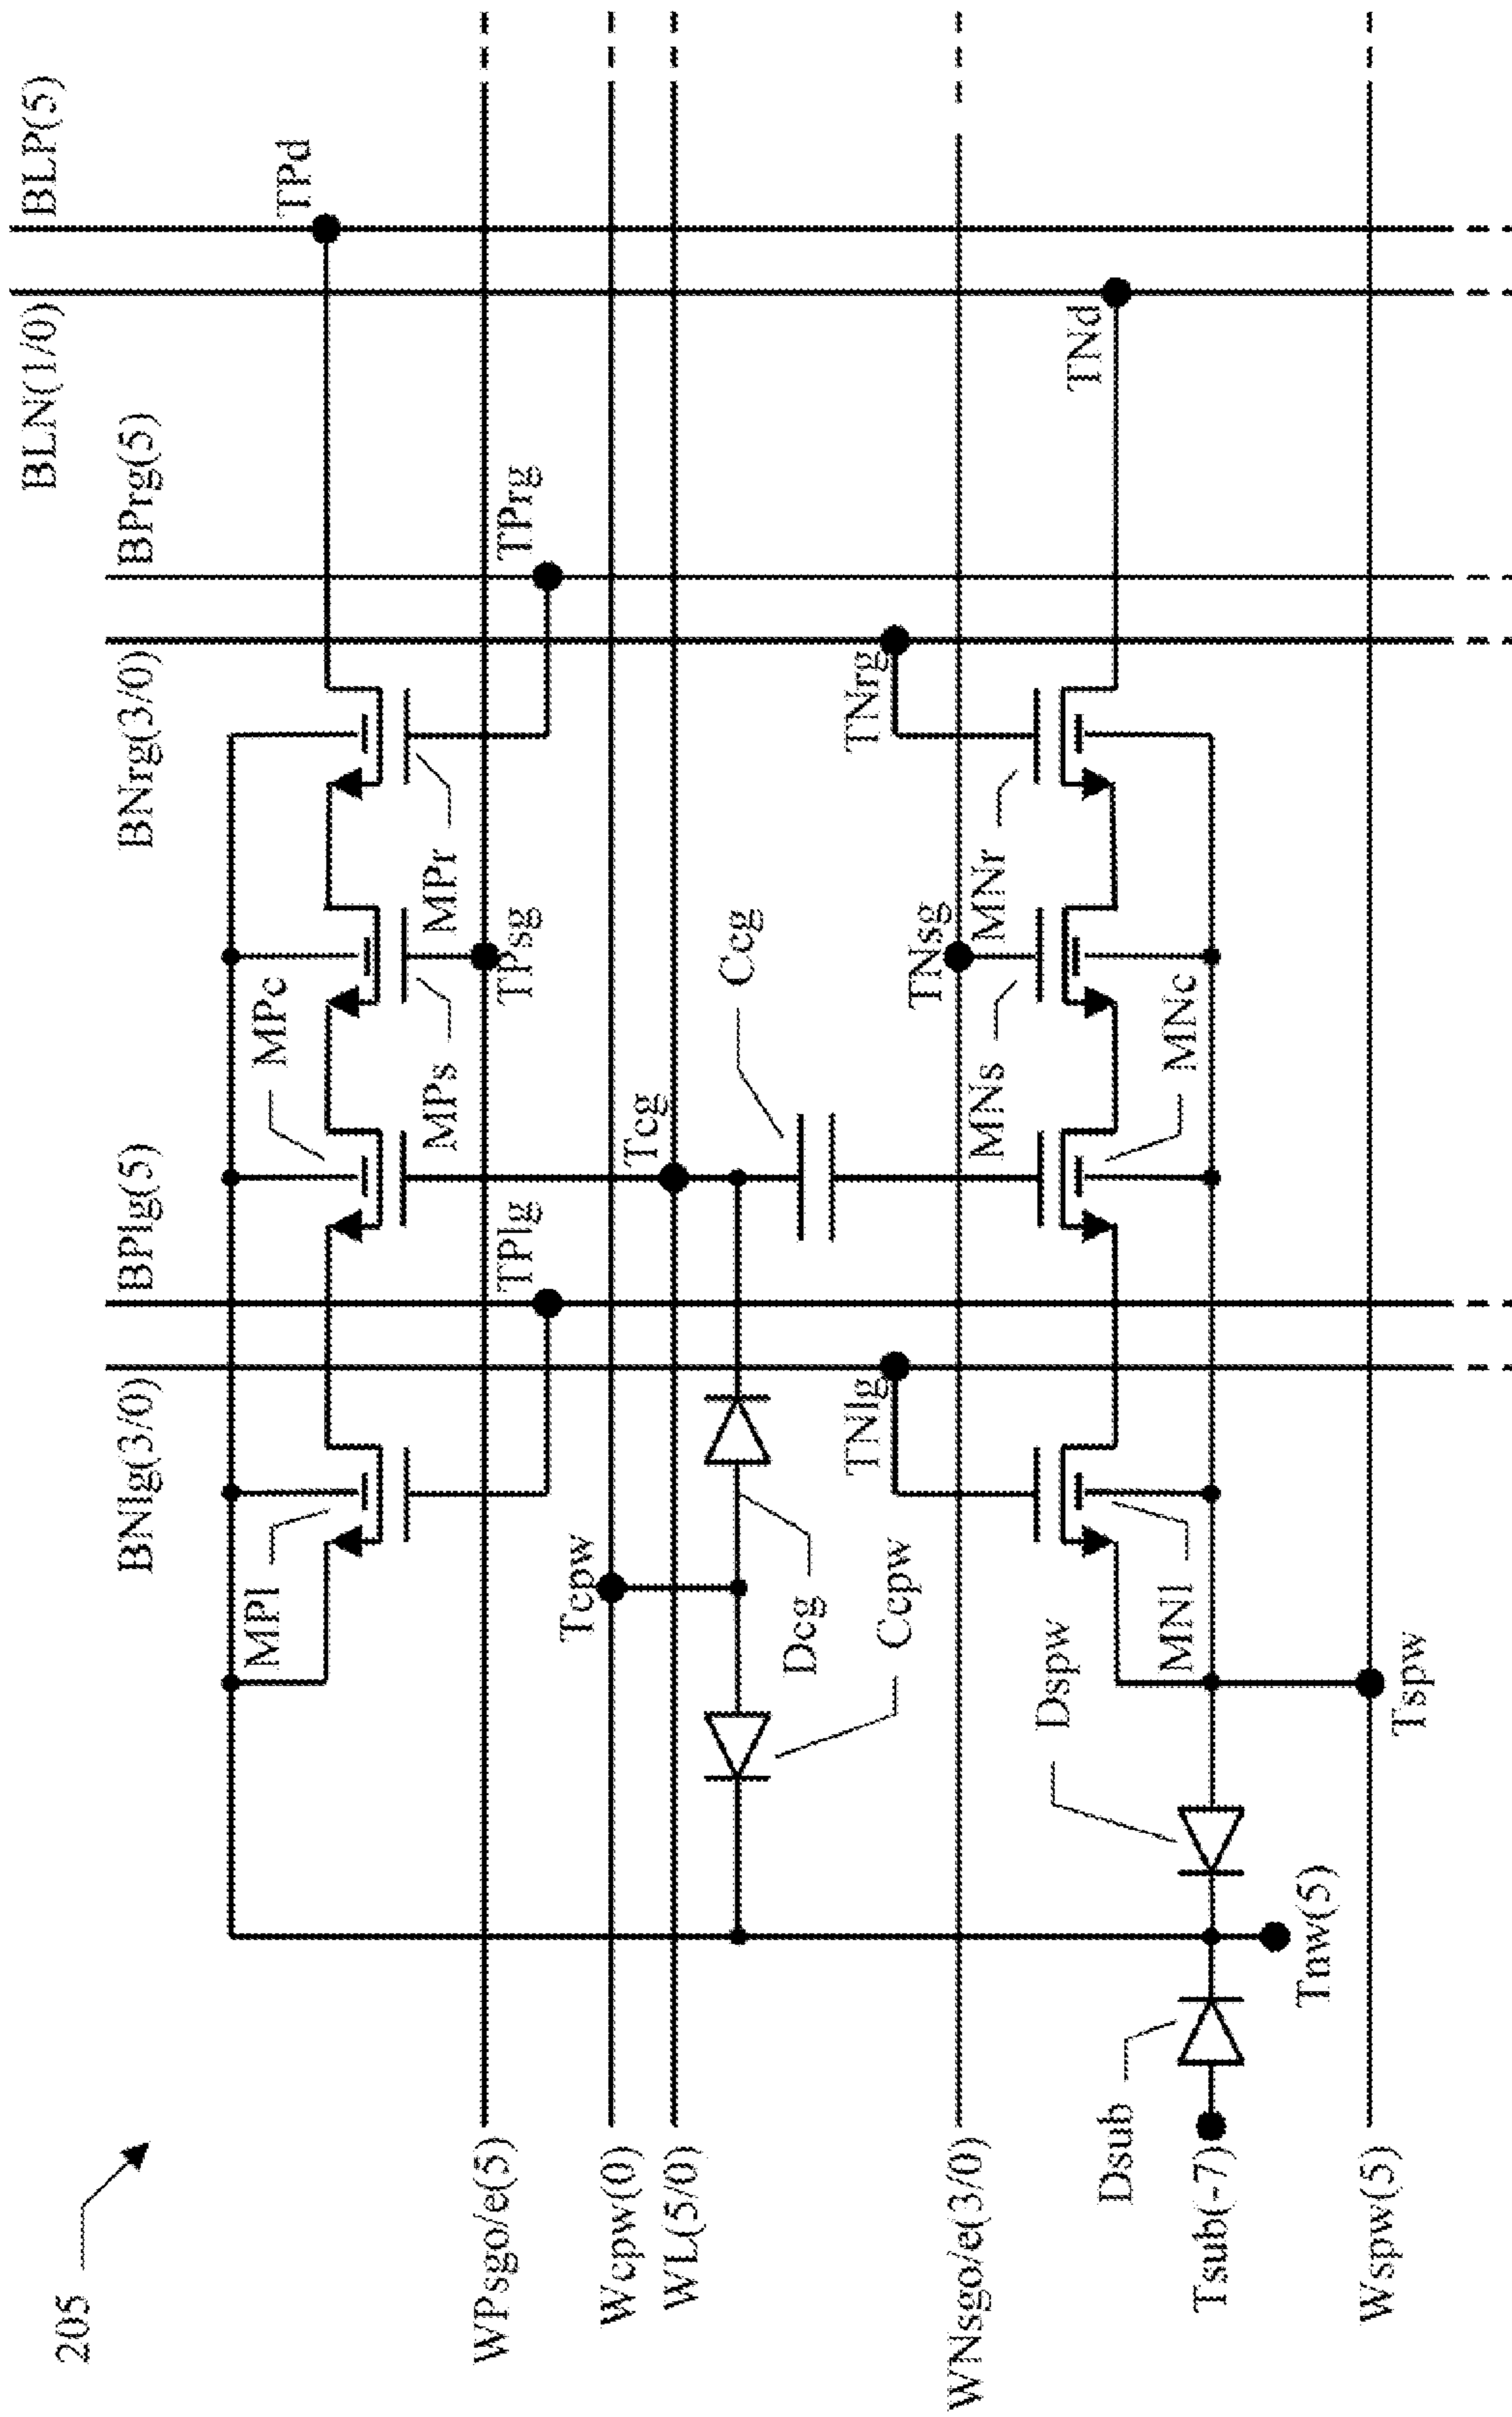 205
BNlg(3/0)
BPlg(5)
BNrg(3/0)
BPrg(5)
BLN(1/0)
BLP(5)
TPd
MPl
MPc
MPs
MPr
WPsgo/e(5)
TPlg
TPsg
TPrg
Wcpw(0)
Tcpw
WL(5/0)
Tcg
Dcg
Ccpw
Ccg
TNlg
TNrg
WNsgo/e(3/0)
TNsg
MNs
MNr
TNd
Dsub
Dspw
MNl
MNc
Tsub(-7)
Tnw(5)
Wspw(5)
Tspw